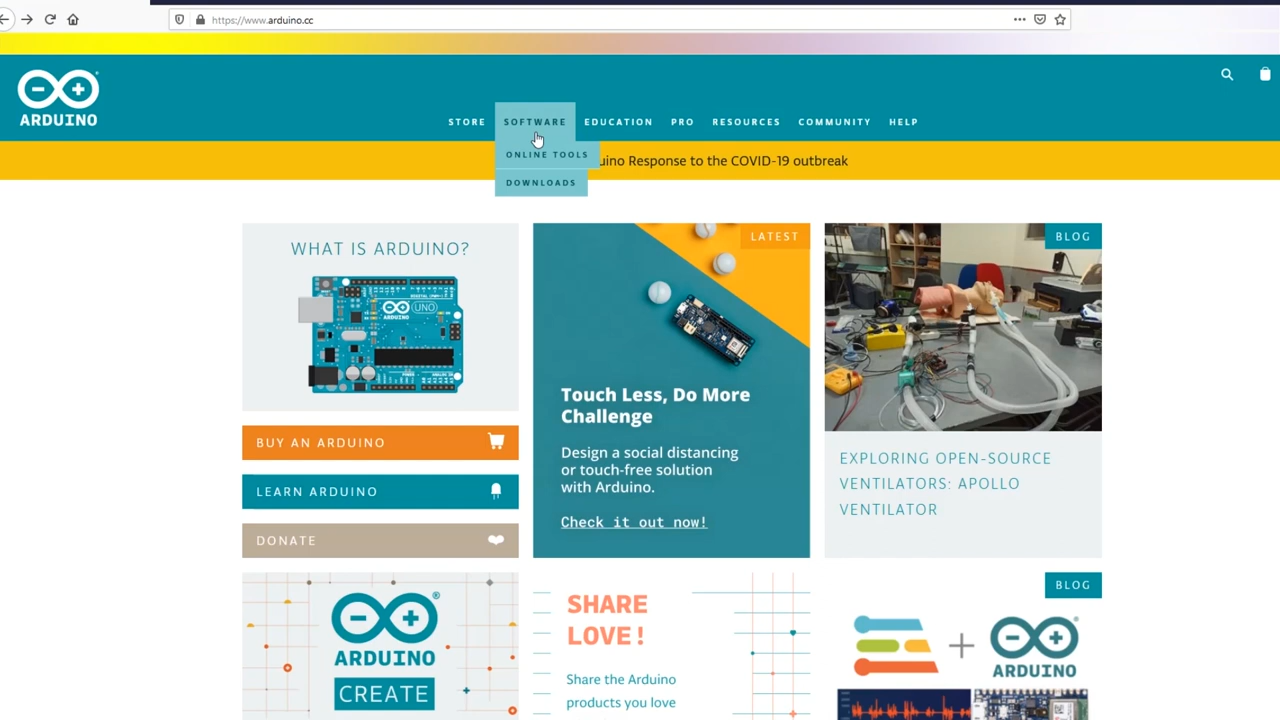 https://www.arduino.cc
ARDUINO
STORE SOFTWARE EDUCATION PRO RESOURCES COMMUNITY HELP
ONLINE TOOLS
DOWNLOADS
uino Response to the COVID-19 outbreak
WHAT IS ARDUINO?
UNO
BUY AN ARDUINO
LEARN ARDUINO
DONATE
LATEST
Touch Less, Do More
Challenge
Design a social distancing
or touch-free solution
with Arduino.
Check it out now!
BLOG
EXPLORING OPEN-SOURCE
VENTILATORS: APOLLO
VENTILATOR
ARDUINO
CREATE
SHARE
LOVE!
Share the Arduino
products you love
BLOG
ARDUINO